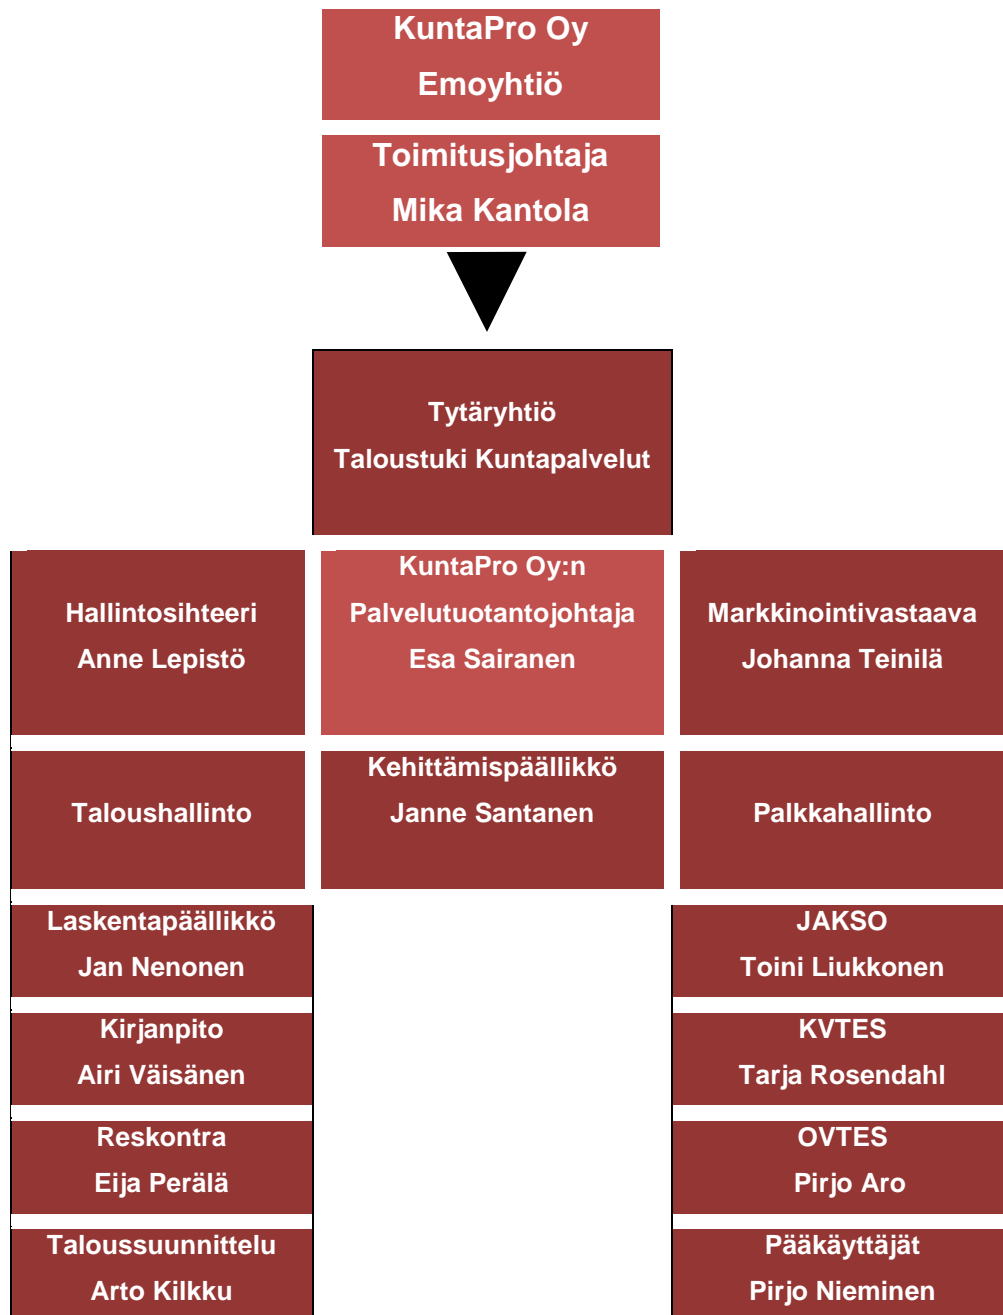 KuntaPro Oy
Emoyhtiö
Toimitusjohtaja
Mika Kantola
Tytäryhtiö
Taloustuki Kuntapalvelut
Hallintosihteeri
Anne Lepistö
KuntaPro Oy:n
Palvelutuotantojohtaja
Esa Sairanen
Markkinointivastaava
Johanna Teinilä
Taloushallinto
Kehittämispäällikkö
Janne Santanen
Palkkahallinto
Laskentapäällikkö
Jan Nenonen
JAKSO
Toini Liukkonen
Kirjanpito
Airi Väisänen
KVTES
Tarja Rosendahl
Reskontra
Eija Perälä
OVTES
Pirjo Aro
Taloussuunnittelu
Arto Kilkku
Pääkäyttäjät
Pirjo Nieminen